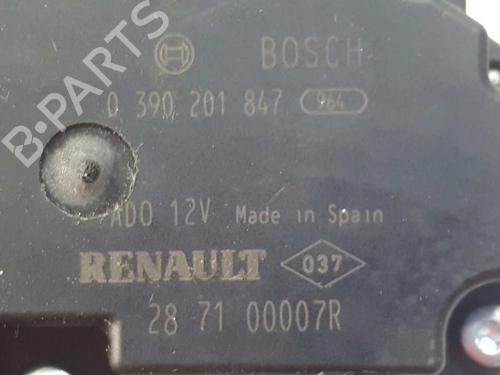 BOSCH
0 390 201 847 964
ADO 12V Made in Spain
RENAULT 037
28 71 00007R
B-PARTS